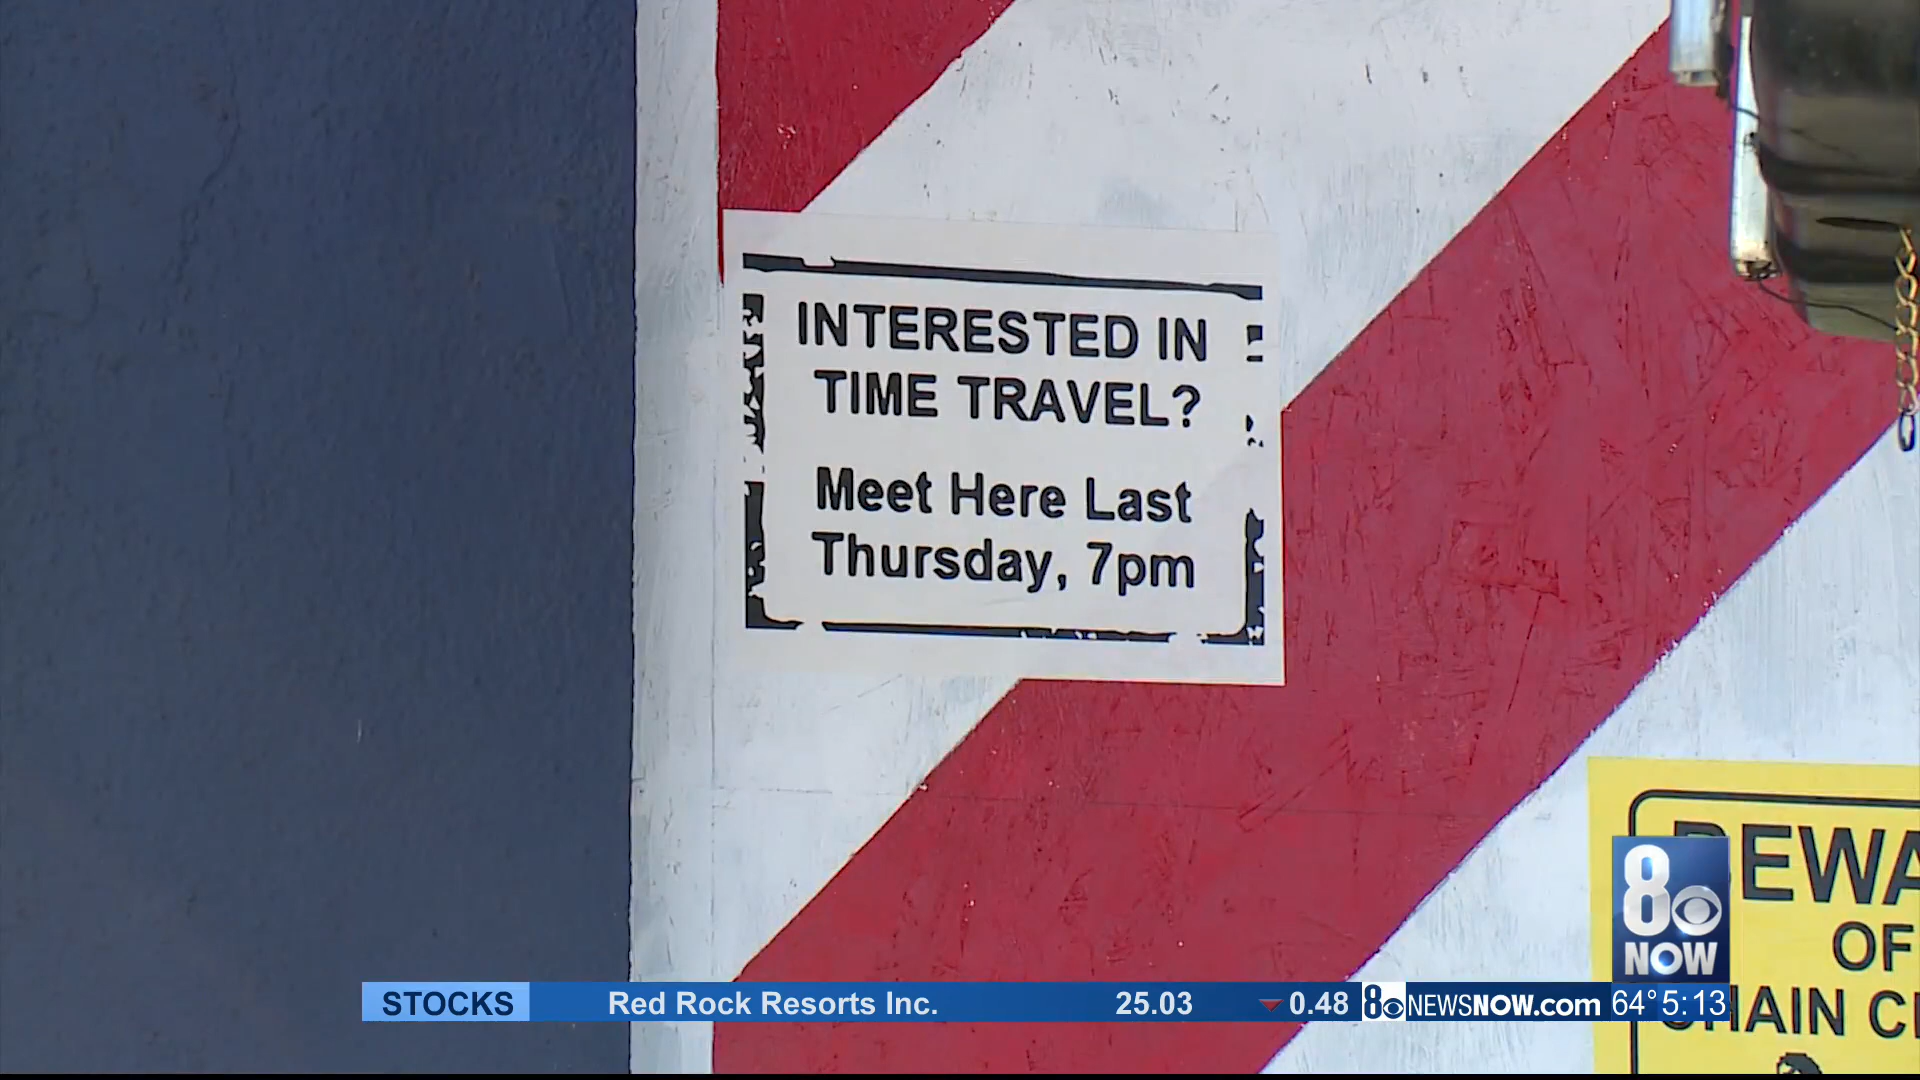 INTERESTED IN
TIME TRAVEL?
Meet Here Last
Thursday, 7pm
8
NOW
OF
STOCKS Red Rock Resorts Inc. 25.03 0.48 8 NEWSNOW.com 64° 5:13